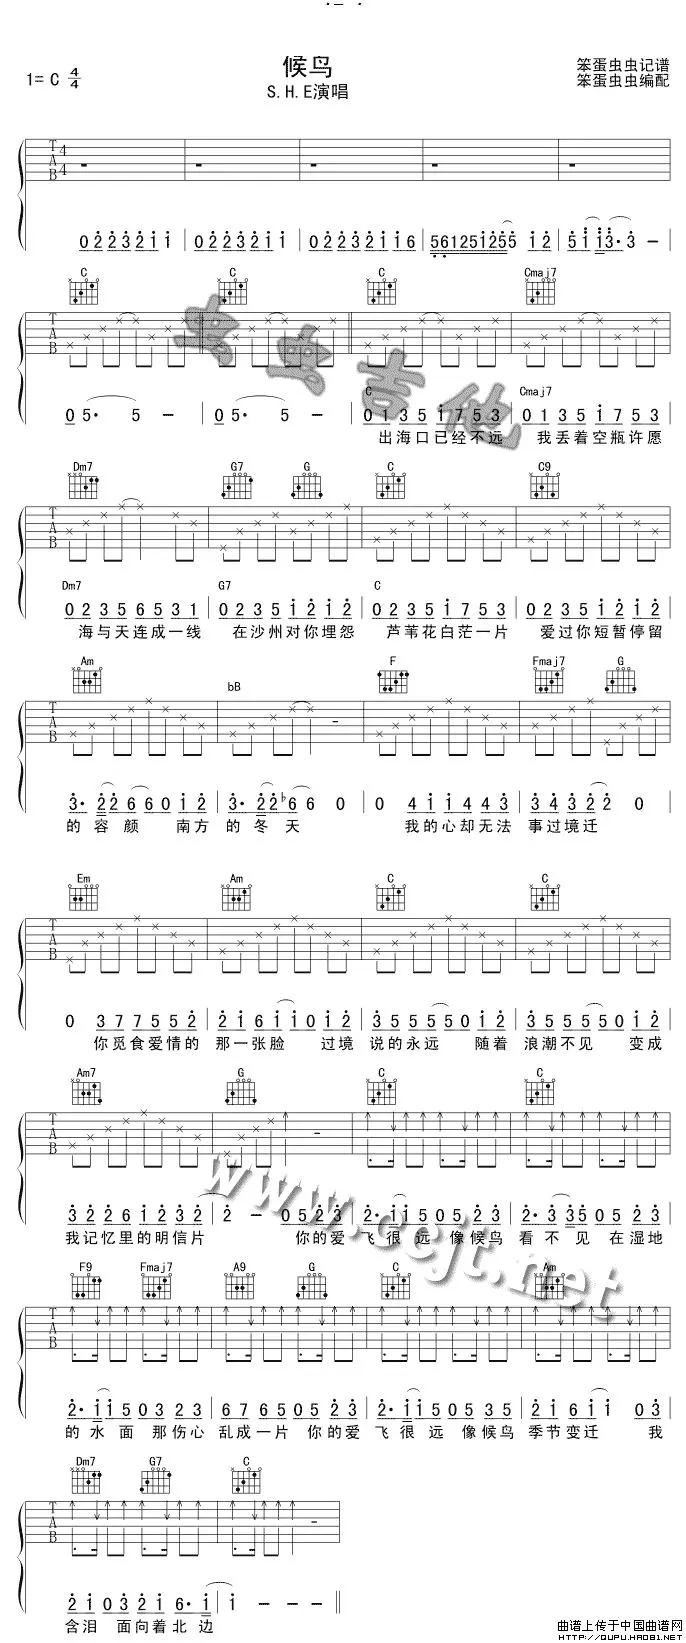 候鸟
1= C 4/4
S.H.E演唱
笨蛋虫虫记谱
笨蛋虫虫编配
T A B 4/4
0 2 2 3 2 1 1 | 0 2 2 3 2 1 1 | 0 2 2 3 2 1 1 6 | 5 6 1 2 5 1 2 5 5 1 2 | 5 1 1 3· 3 —
C C C Cmaj7
虫虫吉他
C Cmaj7
0 5· 5 — | 0 5· 5 — | 0 1 3 5 1 7 5 3 | 0 1 3 5 1 7 5 3
出海口已经不远 我丢着空瓶许愿
Dm7 G7 G C C9
Dm7 G7 C
0 2 3 5 6 5 3 1 | 0 2 3 5 1 2 1 2 | 0 1 3 5 1 7 5 3 | 0 2 3 5 1 2 1 2
海与天连成一线 在沙州对你埋怨 芦苇花白茫一片 爱过你短暂停留
Am bB F Fmaj7 G
3· 2 2 6 6 0 1 2 | 3· 2 2 b6 6 0 | 0 4 1 1 4 3 4 3 | 3 4 3 2 2 0
的容颜 南方的冬天 我的心却无法 事过境迁
Em Am C C
0 3 7 7 5 5 2 | 2 1 6 1 1 0 1 2 | 3 5 5 5 5 0 1 2 | 3 5 5 5 5 0 1 2
你觅食爱情的 那一张脸 过境 说的永远 随着 浪潮不见 变成
Am7 G C C
3 2 2 6 2 3 2 1 | 2 — 0 5 2 3 | 2· 1 1 5 0 5 2 3 | 2· 3 3 5 0 5 2 3
我记忆里的明信片 你的爱 飞很远 像候鸟 看不见 在湿地
www.ccjt.net
F9 Fmaj7 A9 G C Am
2· 1 1 5 0 3 2 3 | 6 7 6 5 0 5 2 3 | 2· 1 1 5 0 5 3 5 | 2 1 1 6 0 3
的水面 那伤心 乱成一片 你的爱 飞很远 像候鸟 季节变迁 我
Dm7 G7 C
2 1 0 3 2 1 6· 1 | 1 — —
含泪 面向着北边
曲谱上传于中国曲谱网
HTTP://QUPU.HAO81.NET